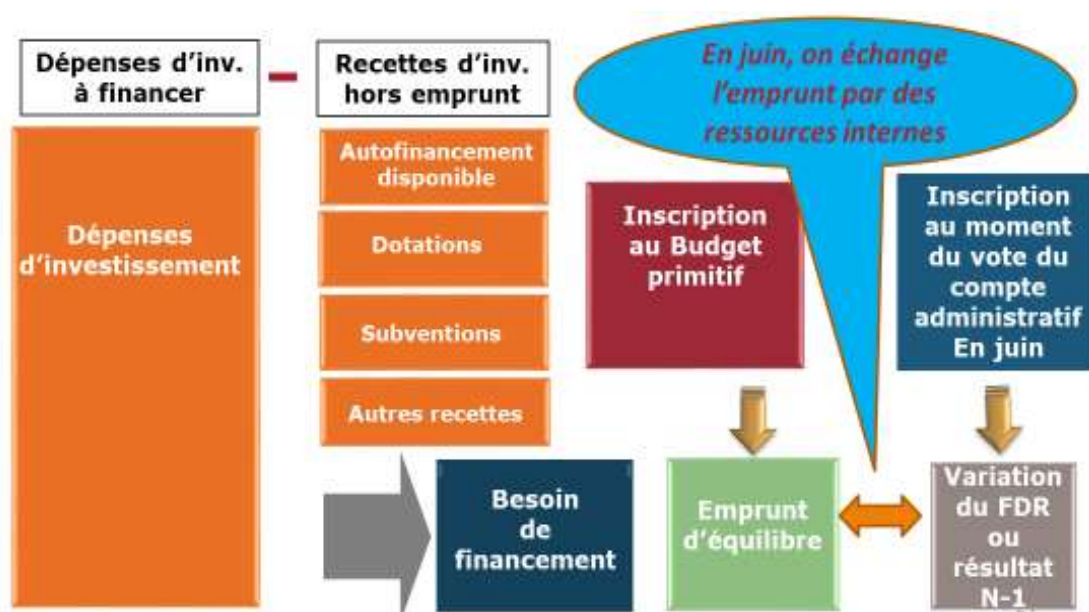 Dépenses d'inv.
à financer
Recettes d'inv.
hors emprunt
En juin, on échange
l'emprunt par des
ressources internes
Dépenses
d'investissement
Autofinancement
disponible
Dotations
Subventions
Autres recettes
Inscription
au Budget
primitif
Inscription
au moment
du vote du
compte
administratif
En juin
Besoin
de
financement
Emprunt
d'équilibre
Variation
du FDR
ou
résultat
N-1